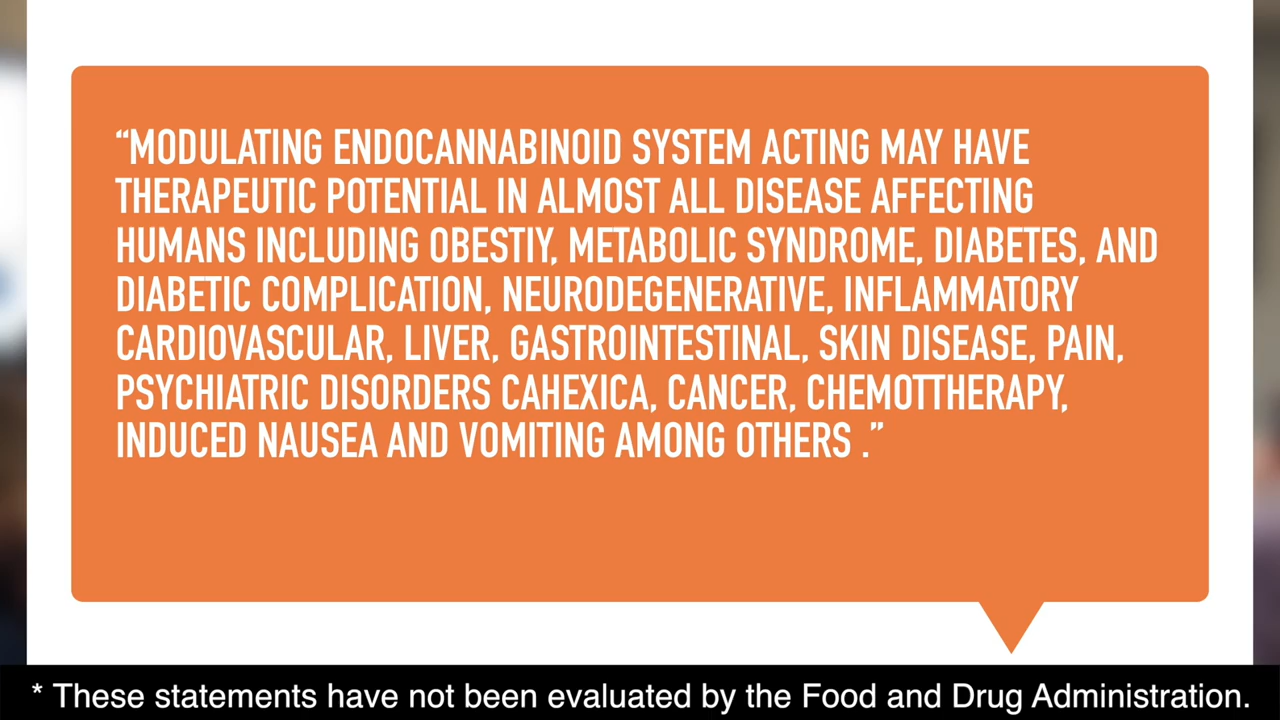 “MODULATING ENDOCANNABINOID SYSTEM ACTING MAY HAVE
THERAPEUTIC POTENTIAL IN ALMOST ALL DISEASE AFFECTING
HUMANS INCLUDING OBESTIY, METABOLIC SYNDROME, DIABETES, AND
DIABETIC COMPLICATION, NEURODEGENERATIVE, INFLAMMATORY
CARDIOVASCULAR, LIVER, GASTROINTESTINAL, SKIN DISEASE, PAIN,
PSYCHIATRIC DISORDERS CAHEXICA, CANCER, CHEMOTTHERAPY,
INDUCED NAUSEA AND VOMITING AMONG OTHERS .”
* These statements have not been evaluated by the Food and Drug Administration.